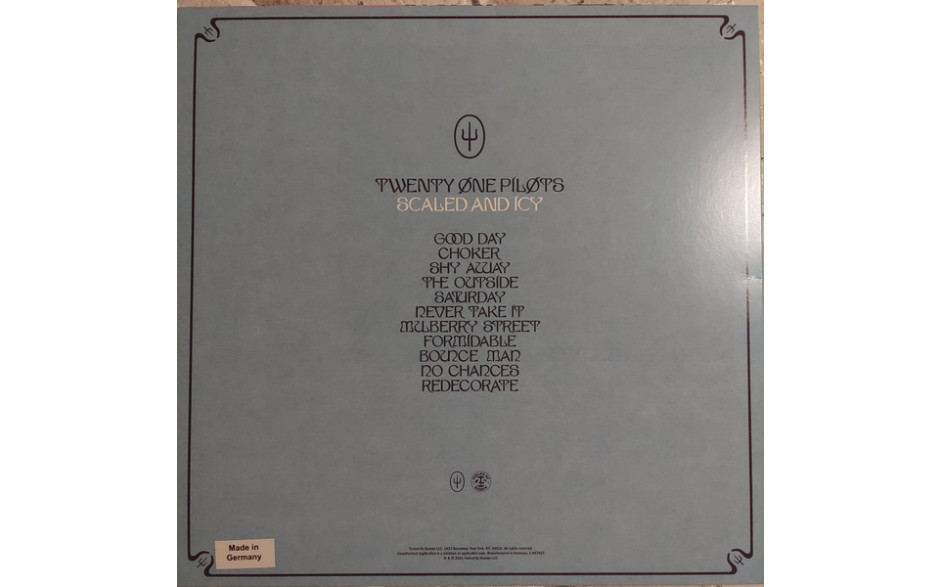 TWENTY ØNE PILØTS
SCALED AND ICY
GOOD DAY
CHOKER
SHY AWAY
THE OUTSIDE
SATURDAY
NEVER TAKE IT
MULBERRY STREET
FORMIDABLE
BOUNCE MAN
NO CHANCES
REDECORATE
Made in
Germany